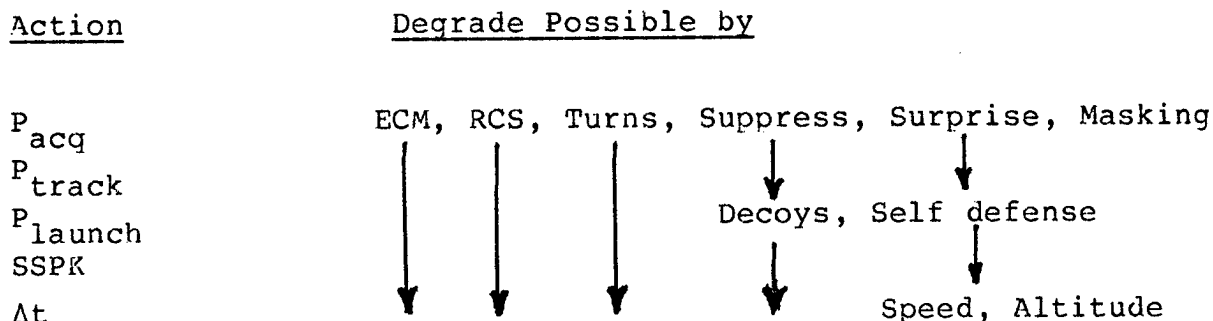 Action Degrade Possible by
P_acq ECM, RCS, Turns, Suppress, Surprise, Masking
P_track
P_launch Decoys, Self defense
SSPK
Δt Speed, Altitude